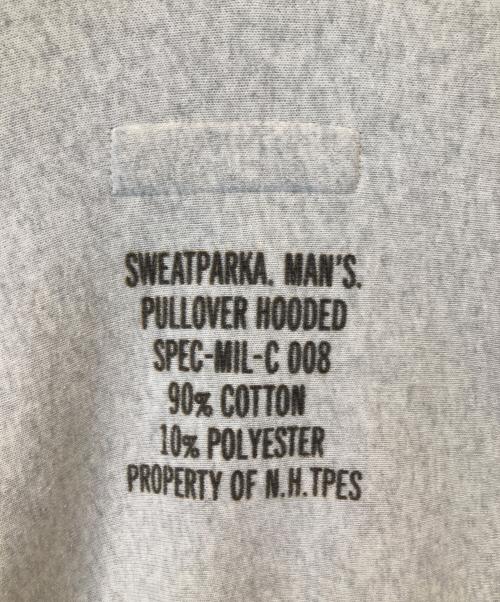 SWEATPARKA. MAN'S.
PULLOVER HOODED
SPEC-MIL-C 008
90% COTTON
10% POLYESTER
PROPERTY OF N.H.TPES